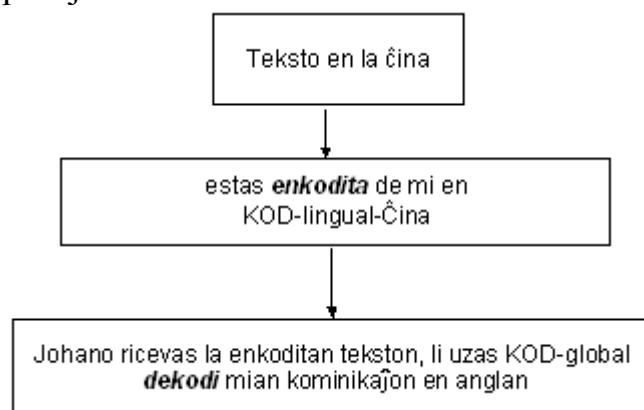 Teksto en la ĉina
estas enkodita de mi en
KOD-lingual-Ĉina
Johano ricevas la enkoditan tekston, li uzas KOD-global
dekodi mian kominikaĵon en anglan